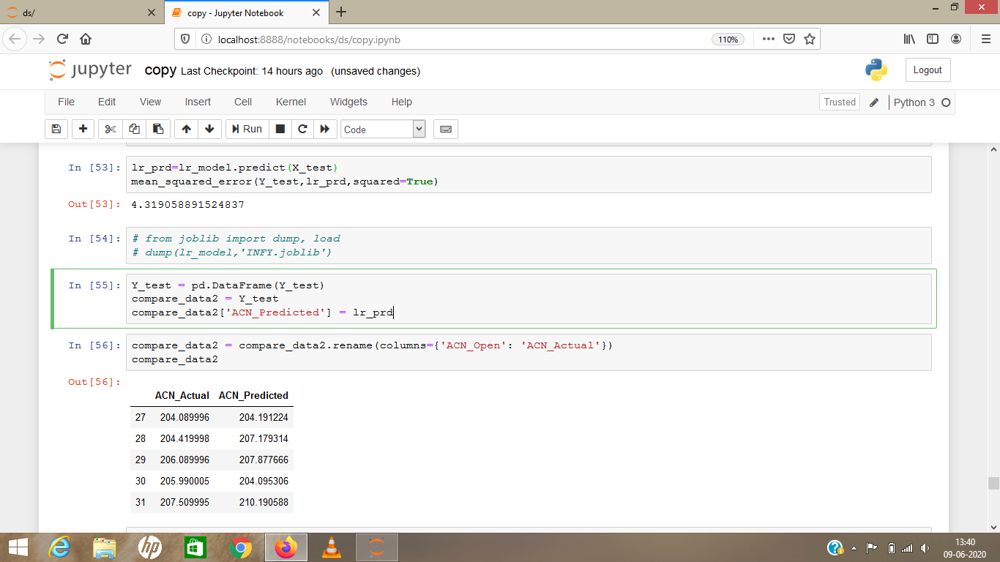 ds/
copy - Jupyter Notebook
localhost:8888/notebooks/ds/copy.ipynb
110%
jupyter
copy Last Checkpoint: 14 hours ago (unsaved changes)
Logout
File Edit View Insert Cell Kernel Widgets Help
Trusted
Python 3
Run
Code
In [53]: lr_prd=lr_model.predict(X_test)
mean_squared_error(Y_test,lr_prd,squared=True)
Out[53]: 4.319058891524837
In [54]: # from joblib import dump, load
# dump(lr_model,'INFY.joblib')
In [55]: Y_test = pd.DataFrame(Y_test)
compare_data2 = Y_test
compare_data2['ACN_Predicted'] = lr_prd
In [56]: compare_data2 = compare_data2.rename(columns={'ACN_Open': 'ACN_Actual'})
compare_data2
Out[56]:
ACN_Actual ACN_Predicted
27 204.089996 204.191224
28 204.419998 207.179314
29 206.089996 207.877666
30 205.990005 204.095306
31 207.509995 210.190588
hp
13:40
09-06-2020